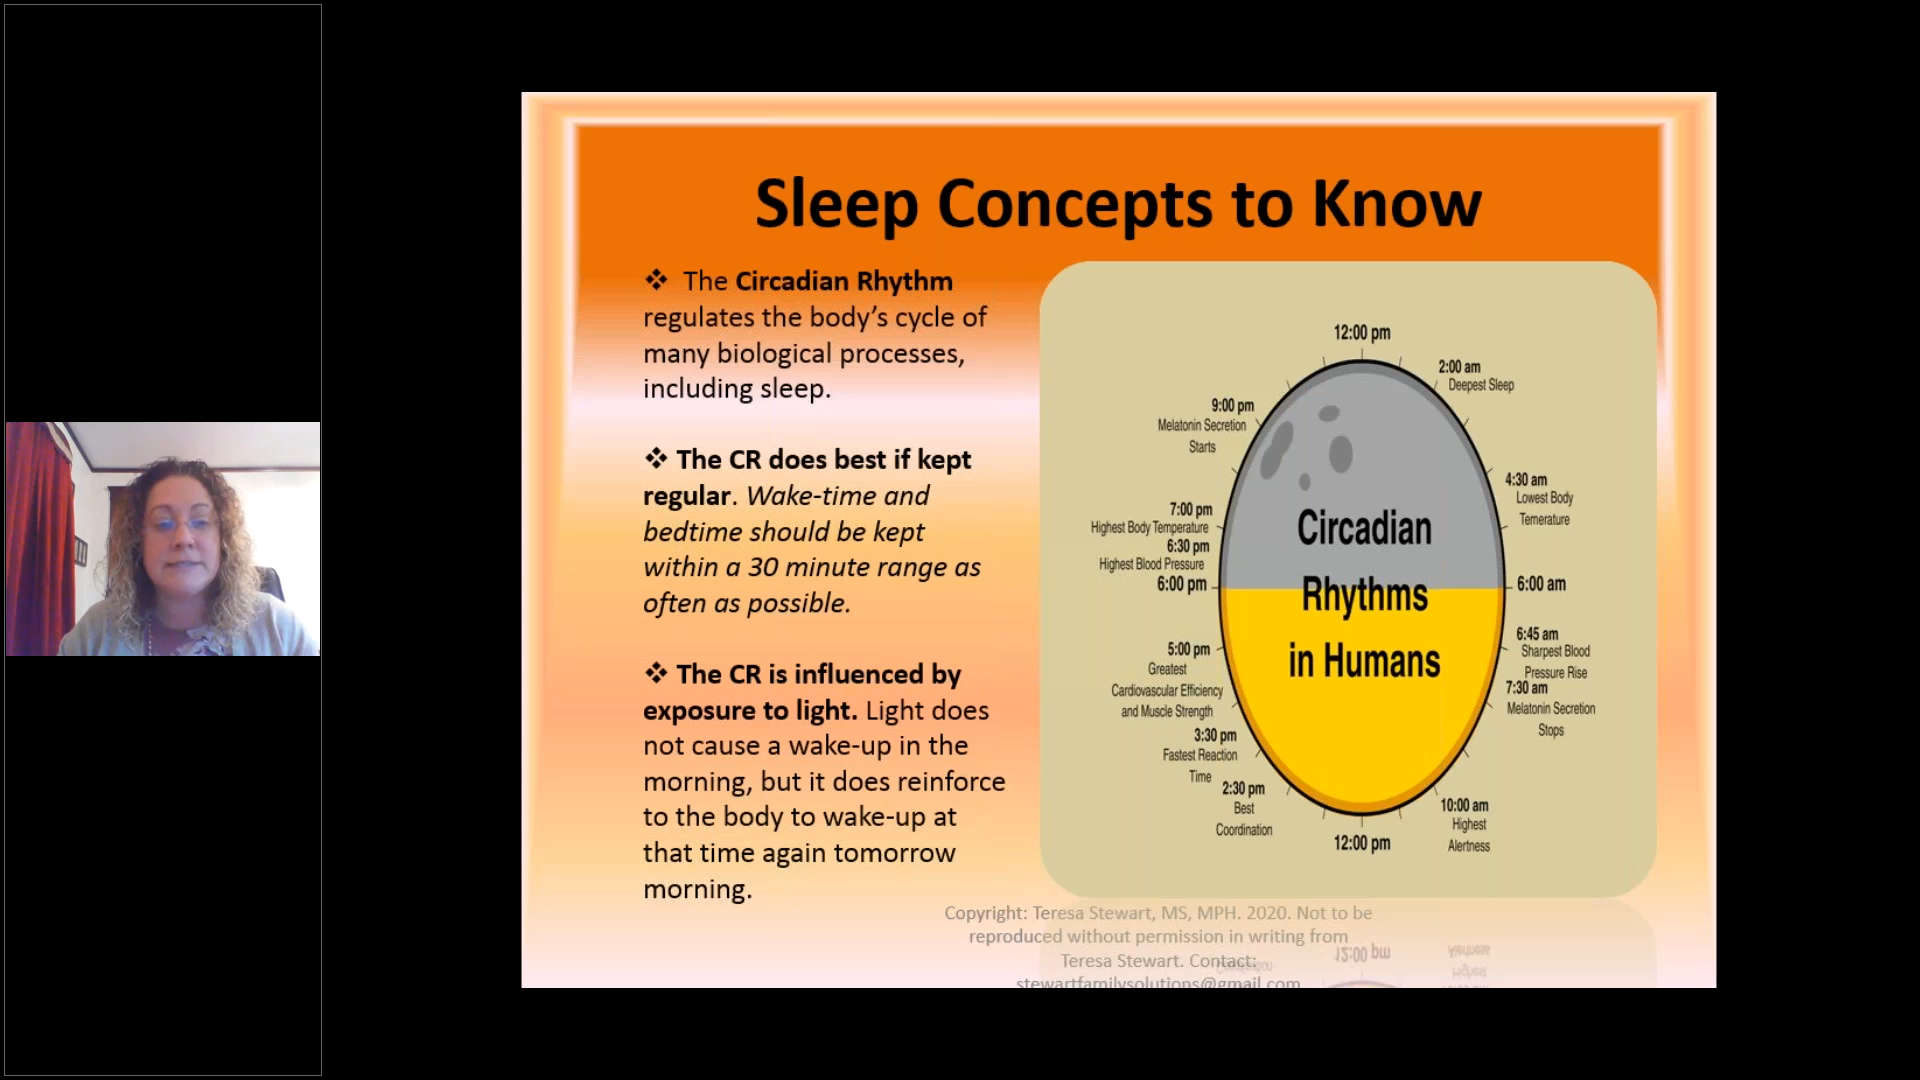 Sleep Concepts to Know
❖ The Circadian Rhythm
regulates the body's cycle of
many biological processes,
including sleep.
❖ The CR does best if kept
regular. Wake-time and
bedtime should be kept
within a 30 minute range as
often as possible.
❖ The CR is influenced by
exposure to light. Light does
not cause a wake-up in the
morning, but it does reinforce
to the body to wake-up at
that time again tomorrow
morning.
12:00 pm
2:00 am
Deepest Sleep
4:30 am
Lowest Body
Temerature
6:00 am
6:45 am
Sharpest Blood
Pressure Rise
7:30 am
Melatonin Secretion
Stops
10:00 am
Highest
Alertness
12:00 pm
2:30 pm
Best
Coordination
3:30 pm
Fastest Reaction
Time
5:00 pm
Greatest
Cardiovascular Efficiency
and Muscle Strength
6:00 pm
6:30 pm
Highest Blood Pressure
7:00 pm
Highest Body Temperature
9:00 pm
Melatonin Secretion
Starts
Circadian
Rhythms
in Humans
Copyright: Teresa Stewart, MS, MPH. 2020. Not to be
reproduced without permission in writing from
Teresa Stewart. Contact:
stewartfamilysolutions@gmail.com